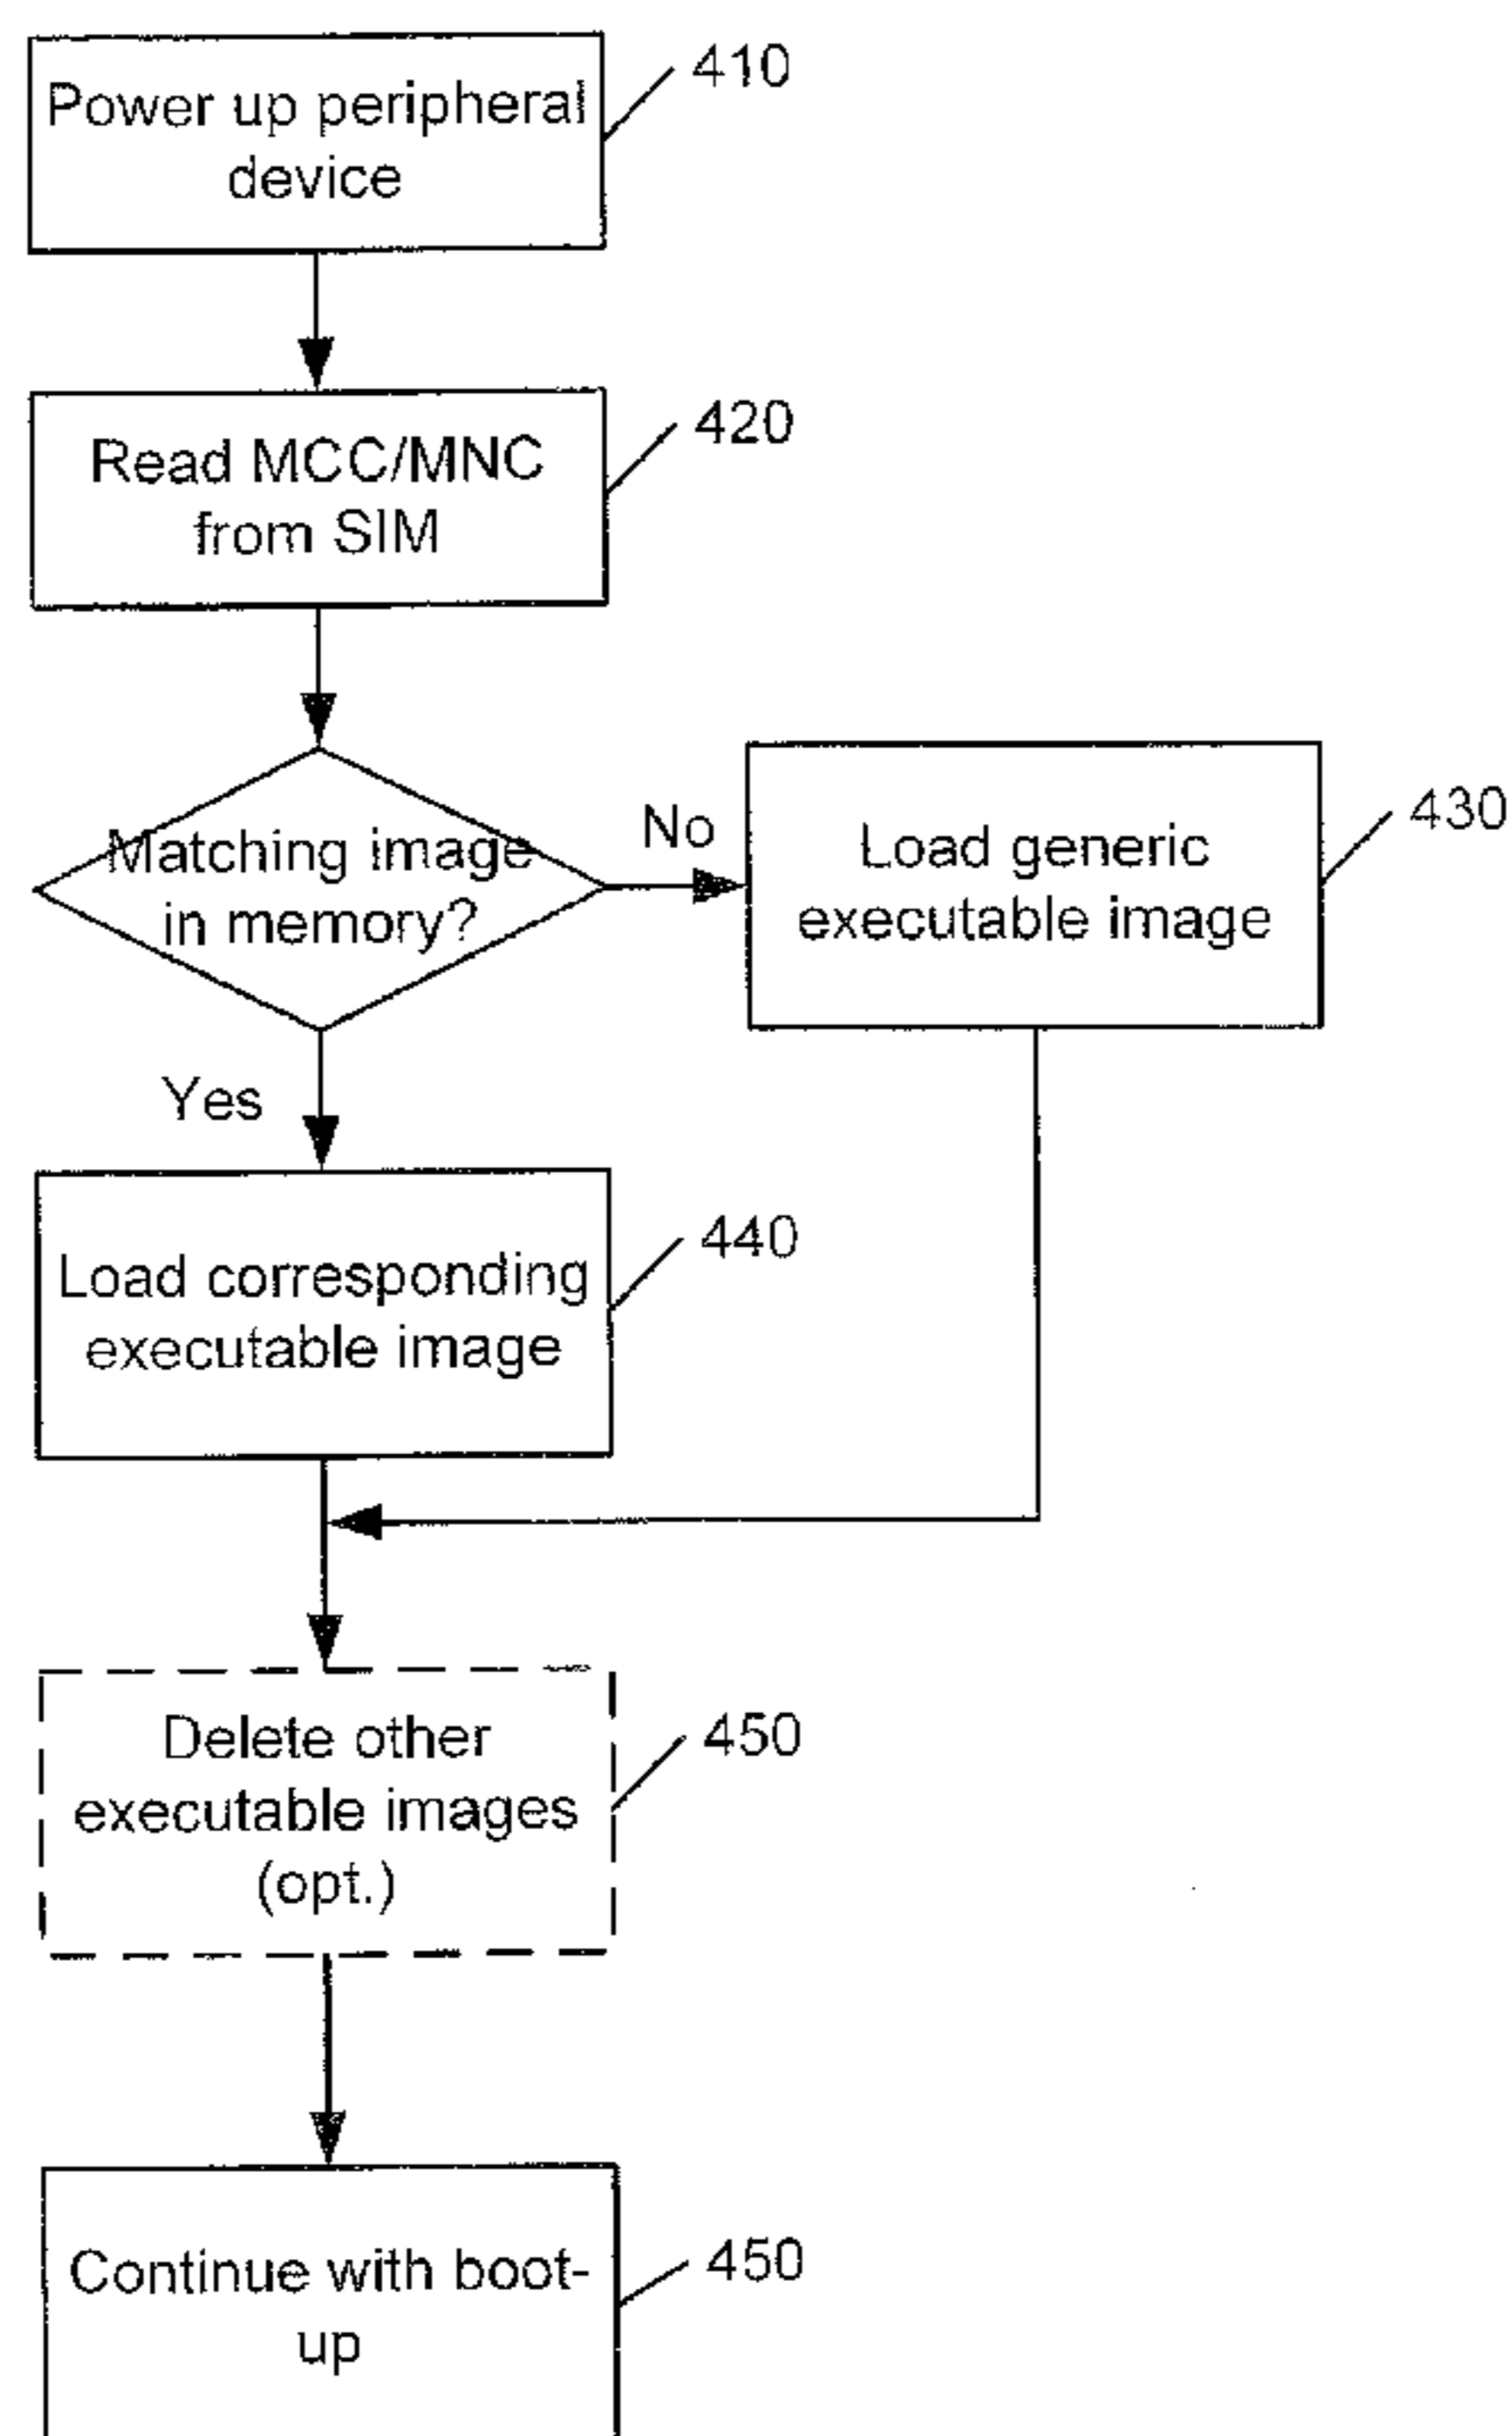 Power up peripheral
device
410
Read MCC/MNC
from SIM
420
Matching image
in memory?
No
Load generic
executable image
430
Yes
Load corresponding
executable image
440
Delete other
executable images
(opt.)
450
Continue with boot-
up
450